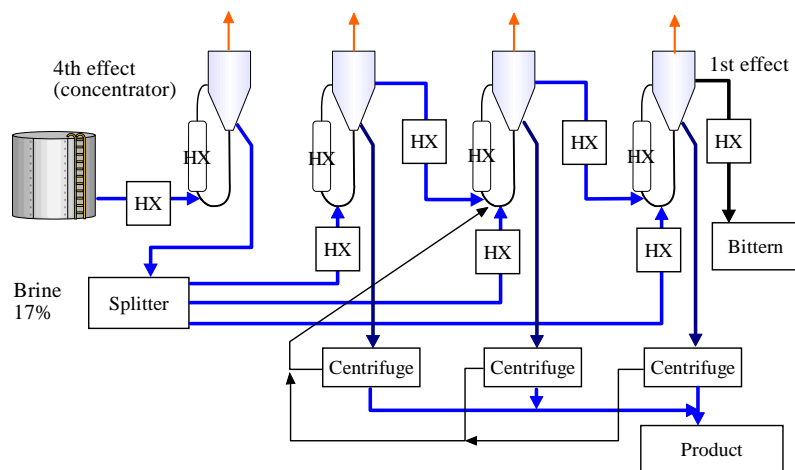 4th effect
(concentrator)
1st effect
HX
HX
HX
HX
HX
HX
HX
HX
HX
HX
HX
Bittern
Brine
17%
Splitter
Centrifuge
Centrifuge
Centrifuge
Product